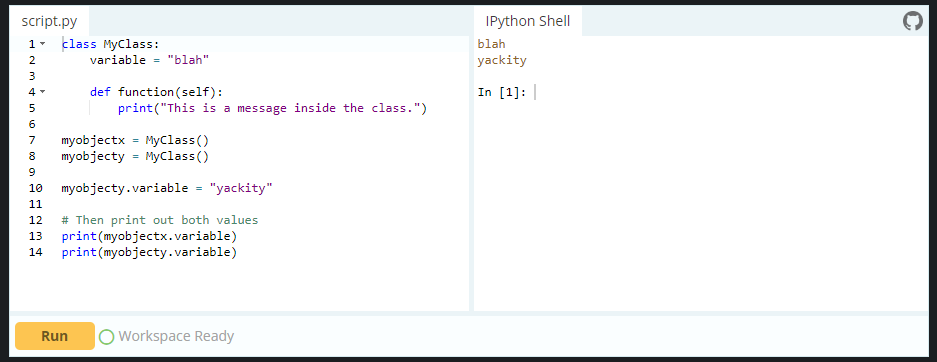 script.py
1 class MyClass:
2     variable = "blah"
3
4     def function(self):
5         print("This is a message inside the class.")
6
7 myobjectx = MyClass()
8 myobjecty = MyClass()
9
10 myobjecty.variable = "yackity"
11
12 # Then print out both values
13 print(myobjectx.variable)
14 print(myobjecty.variable)
IPython Shell
blah
yackity
In [1]:
Run
Workspace Ready